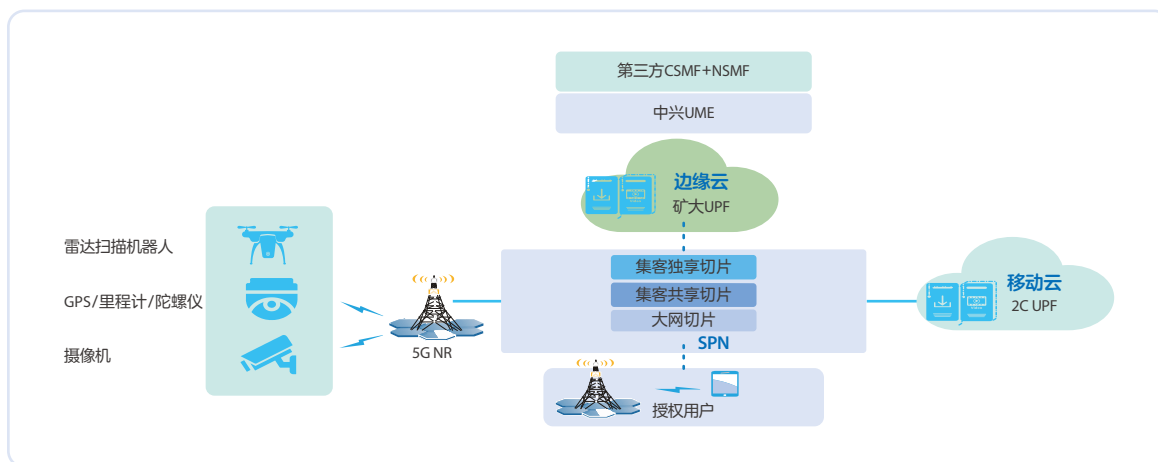 第三方CSMF+NSMF
中兴UME
边缘云
矿大UPF
雷达扫描机器人
GPS/里程计/陀螺仪
摄像机
5G NR
集客独享切片
集客共享切片
大网切片
SPN
移动云
2C UPF
授权用户